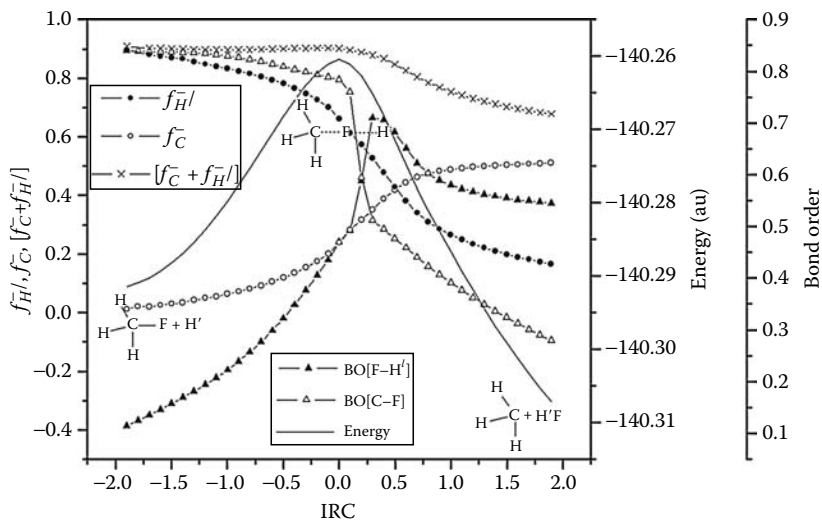 1.0
0.8
0.6
0.4
0.2
0.0
−0.2
−0.4
f⁻H/, f⁻C, [f⁻C+f⁻H/]
f⁻H/
f⁻C
[f⁻C + f⁻H/]
H
H C F H
H
H
H C F + H′
H
BO[F–Hˡ]
BO[C–F]
Energy
H
H C + H′F
H
−2.0 −1.5 −1.0 −0.5 0.0 0.5 1.0 1.5 2.0
IRC
−140.26
−140.27
−140.28
−140.29
−140.30
−140.31
Energy (au)
0.9
0.8
0.7
0.6
0.5
0.4
0.3
0.2
0.1
Bond order